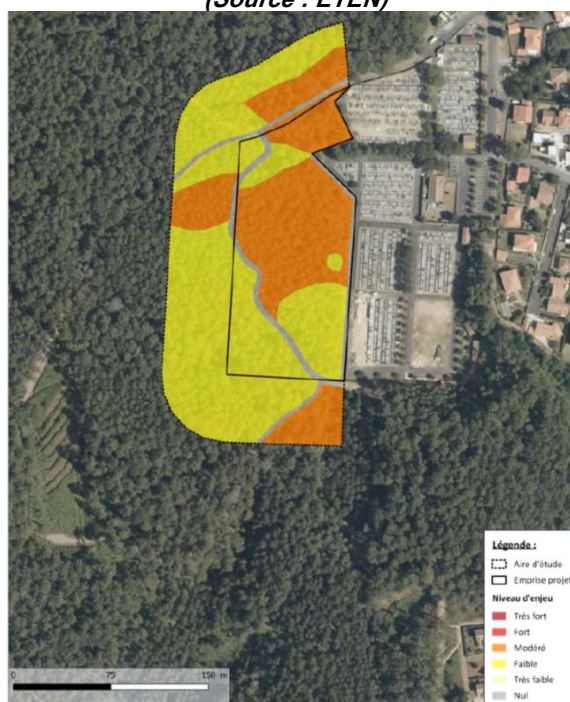 (Source : ETEN)
Légende :
Aire d'étude
Emprise projet
Niveau d'enjeu
Très fort
Fort
Modéré
Faible
Très faible
Nul
0 75 150 m